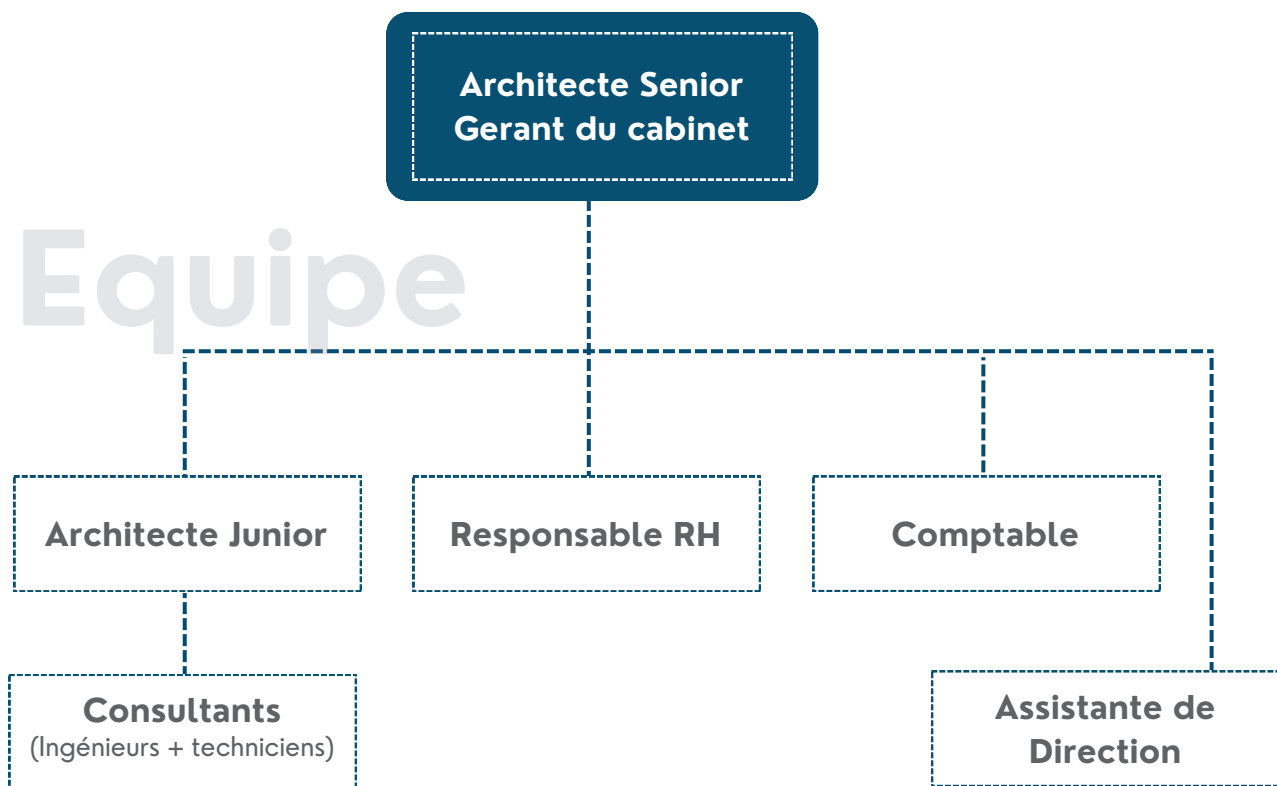 Architecte Senior
Gerant du cabinet
Equipe
Architecte Junior
Responsable RH
Comptable
Consultants
(Ingénieurs + techniciens)
Assistante de
Direction